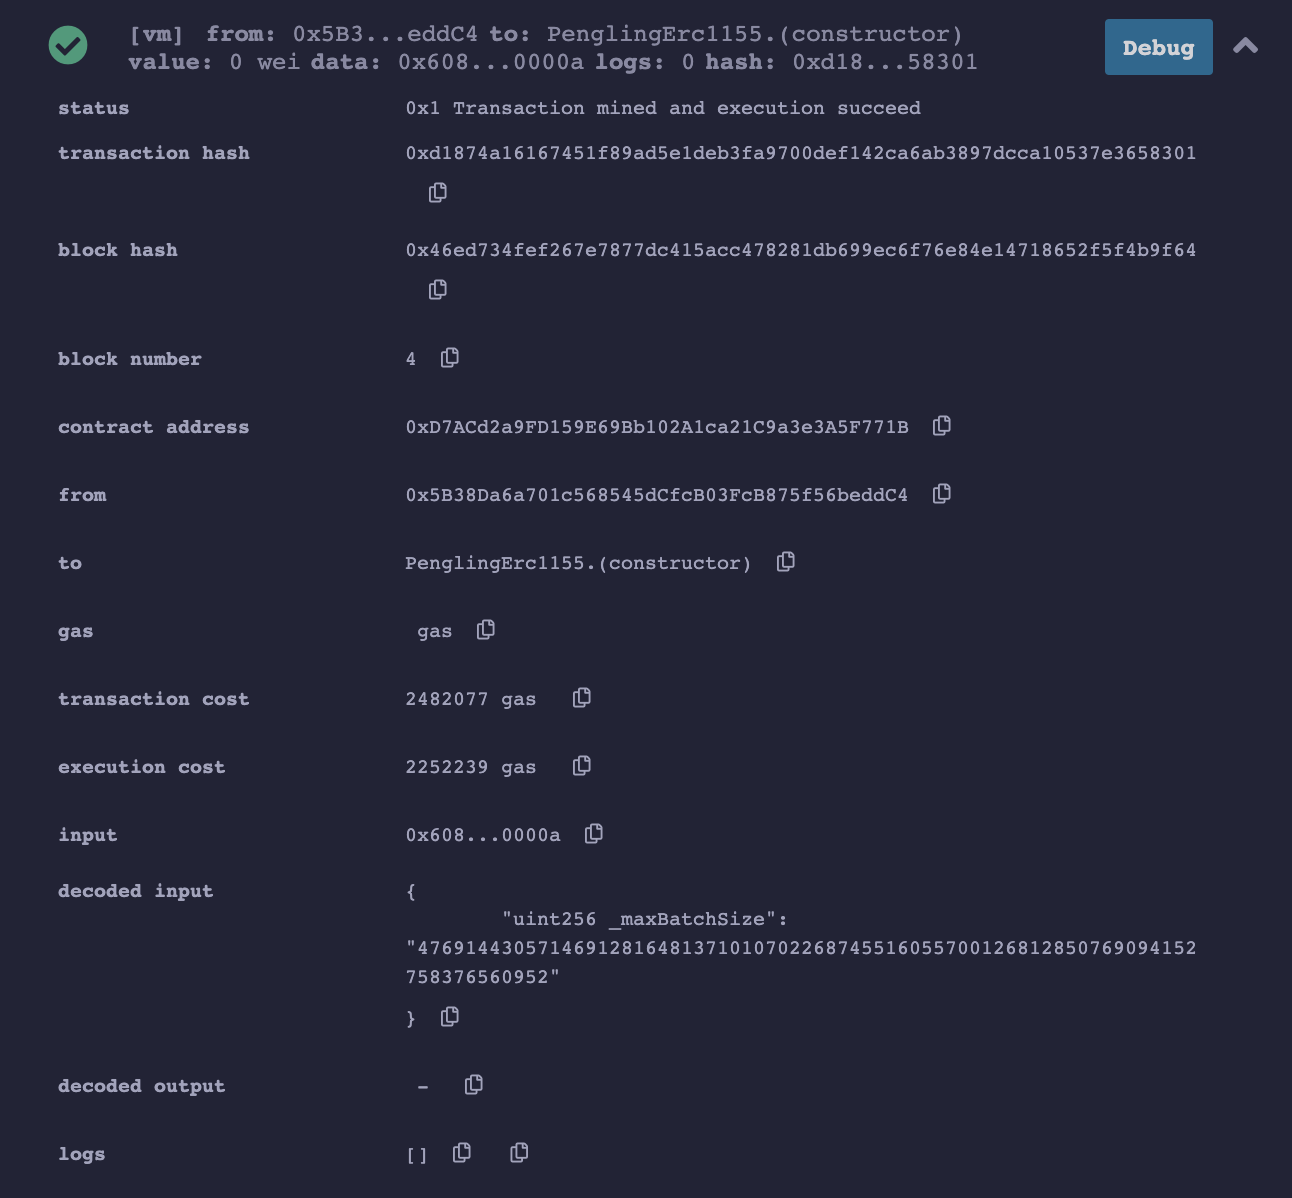 [vm] from: 0x5B3...eddC4 to: PenglingErc1155.(constructor)
value: 0 wei data: 0x608...0000a logs: 0 hash: 0xd18...58301
Debug
status 0x1 Transaction mined and execution succeed
transaction hash 0xd1874a16167451f89ad5e1deb3fa9700def142ca6ab3897dcca10537e3658301
block hash 0x46ed734fef267e7877dc415acc478281db699ec6f76e84e14718652f5f4b9f64
block number 4
contract address 0xD7ACd2a9FD159E69Bb102A1ca21C9a3e3A5F771B
from 0x5B38Da6a701c568545dCfcB03FcB875f56beddC4
to PenglingErc1155.(constructor)
gas gas
transaction cost 2482077 gas
execution cost 2252239 gas
input 0x608...0000a
decoded input {
"uint256 _maxBatchSize":
"47691443057146912816481371010702268745516055700126812850769094152
758376560952"
}
decoded output -
logs []